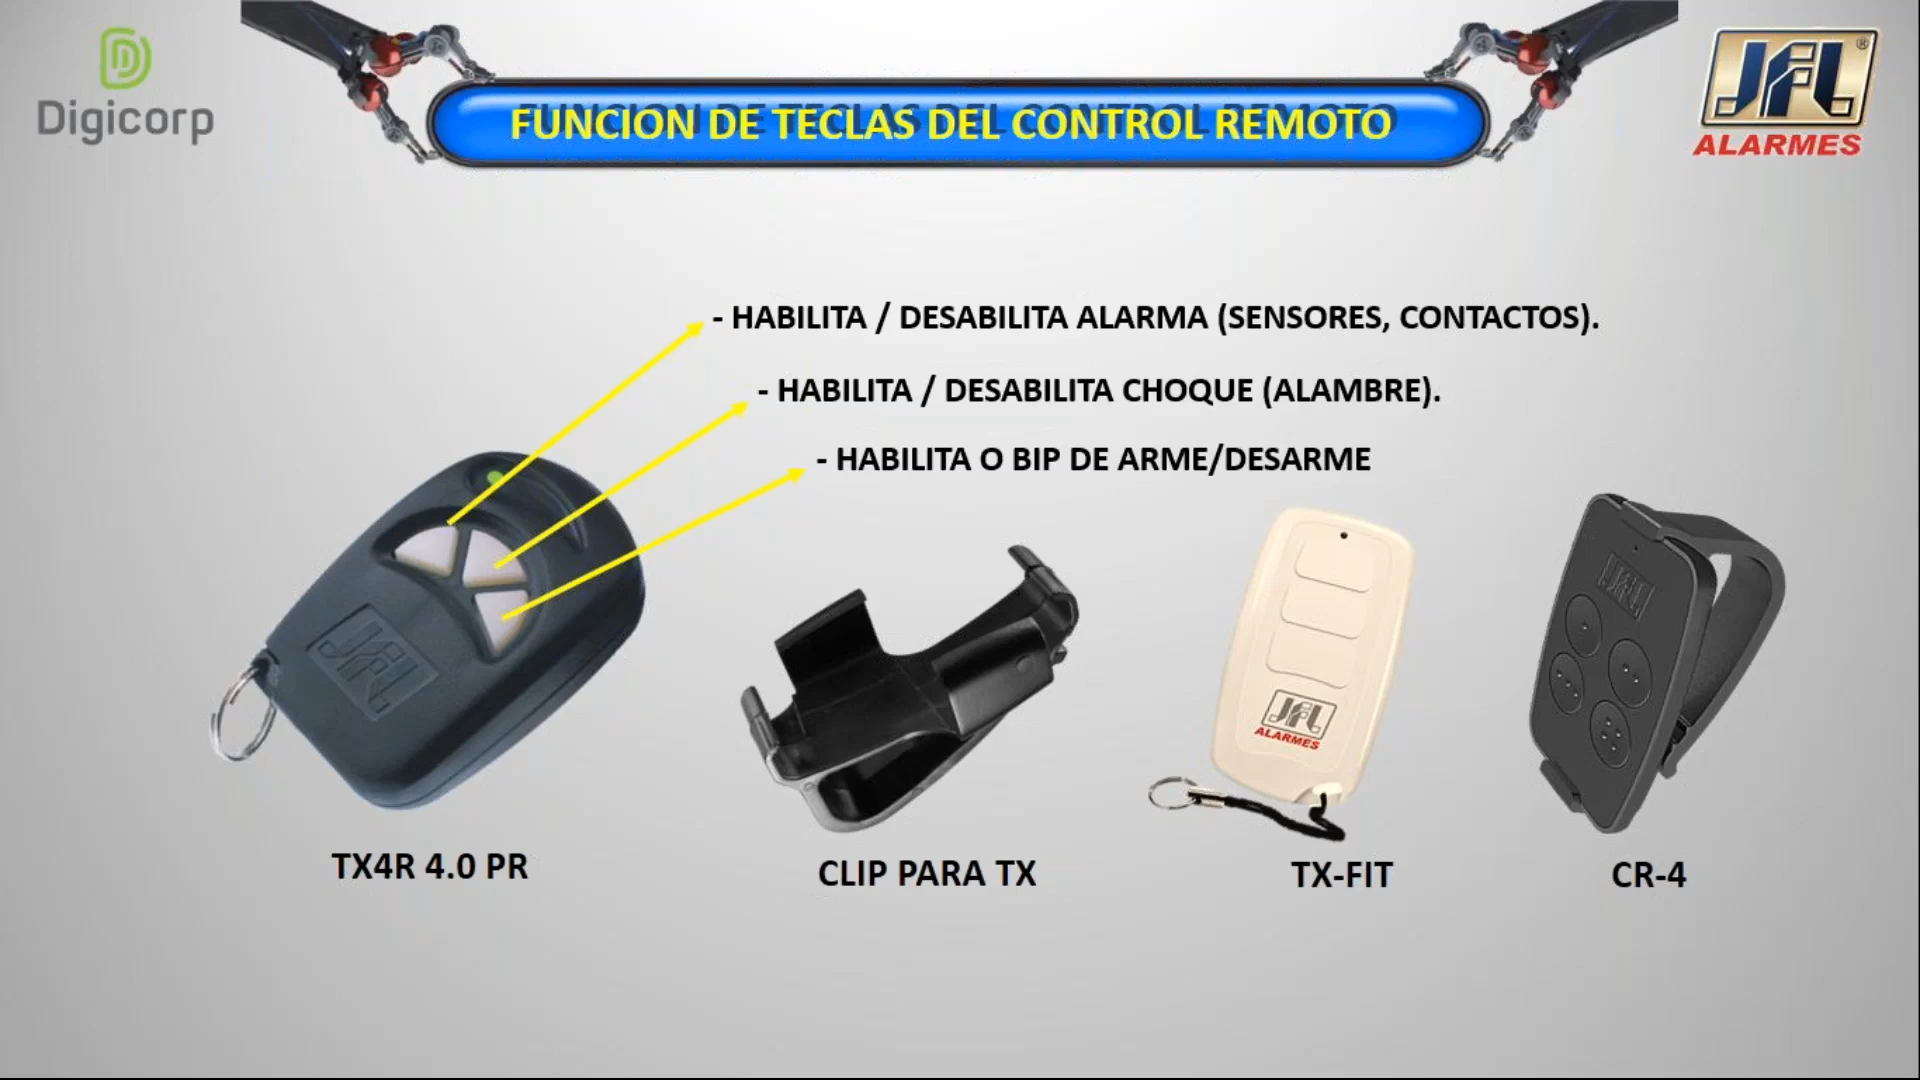 Digicorp
FUNCION DE TECLAS DEL CONTROL REMOTO
JFL®
ALARMES
- HABILITA / DESABILITA ALARMA (SENSORES, CONTACTOS).
- HABILITA / DESABILITA CHOQUE (ALAMBRE).
- HABILITA O BIP DE ARME/DESARME
JFL
JFL
ALARMES
JFL
TX4R 4.0 PR
CLIP PARA TX
TX-FIT
CR-4